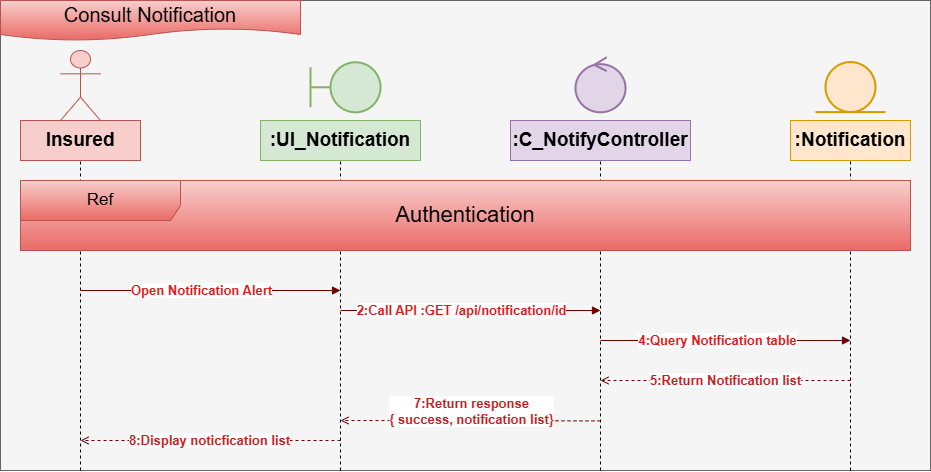 Consult Notification
Insured
:UI_Notification
:C_NotifyController
:Notification
Ref
Authentication
Open Notification Alert
2:Call API :GET /api/notification/id
4:Query Notification table
5:Return Notification list
7:Return response
{ success, notification list}
8:Display noticfication list